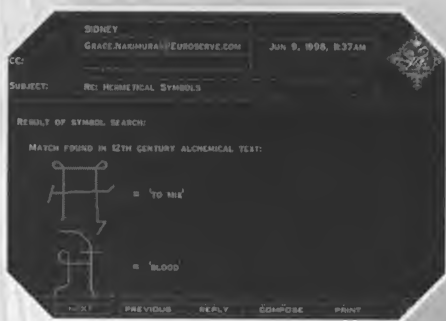 SIDNEY
GRACE.NAKIMURA@EUROSERVE.COM JUN 9, 1998, 8:37AM
CC:
SUBJECT: RE: HERMETICAL SYMBOLS
RESULT OF SYMBOL SEARCH:
MATCH FOUND IN 12TH CENTURY ALCHEMICAL TEXT:
= 'TO MIX'
= 'BLOOD'
NEXT PREVIOUS REPLY COMPOSE PRINT